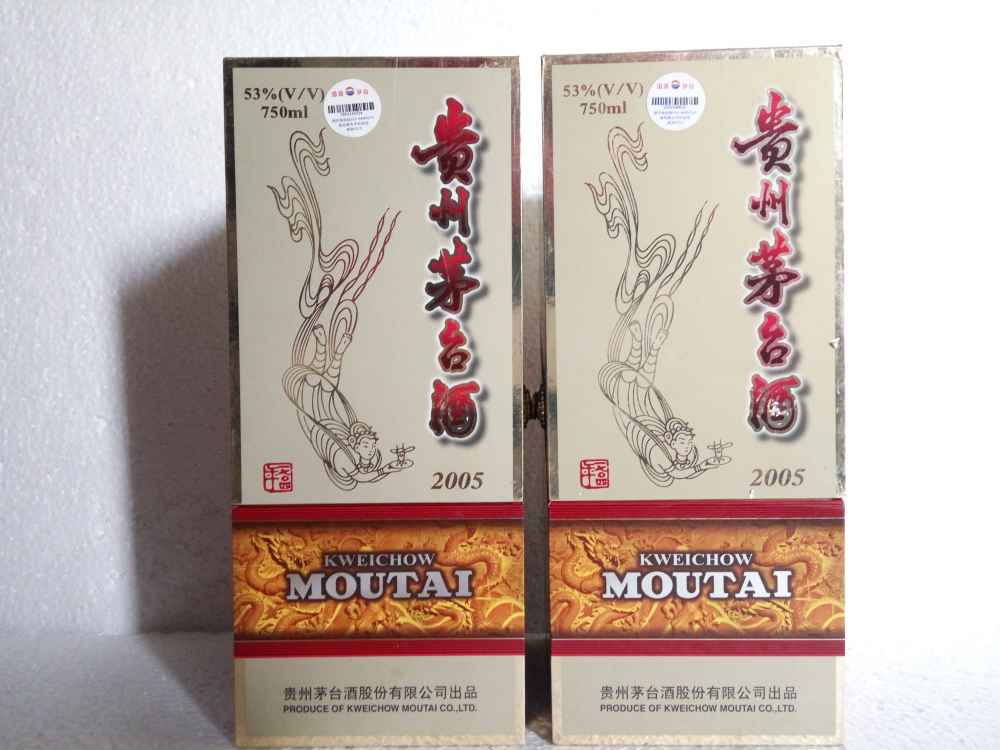 53%(V/V)
750ml
贵州茅台酒
2005
KWEICHOW
MOUTAI
贵州茅台酒股份有限公司出品
PRODUCE OF KWEICHOW MOUTAI CO.,LTD.
53%(V/V)
750ml
贵州茅台酒
2005
KWEICHOW
MOUTAI
贵州茅台酒股份有限公司出品
PRODUCE OF KWEICHOW MOUTAI CO.,LTD.